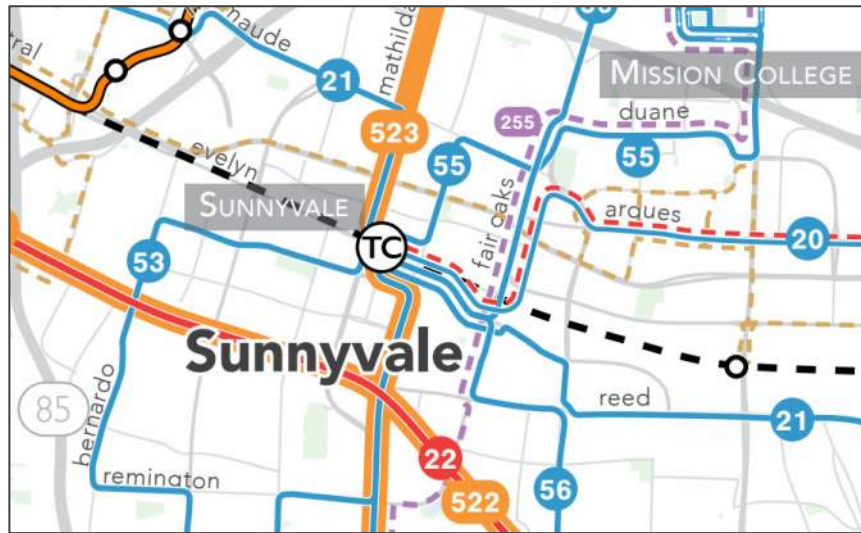 maude
mathilda
21
MISSION COLLEGE
duane
255
523
55
55
evelyn
SUNNYVALE
fair oaks
arques
TC
20
53
Sunnyvale
85
bernardo
reed
21
22
remington
522
56